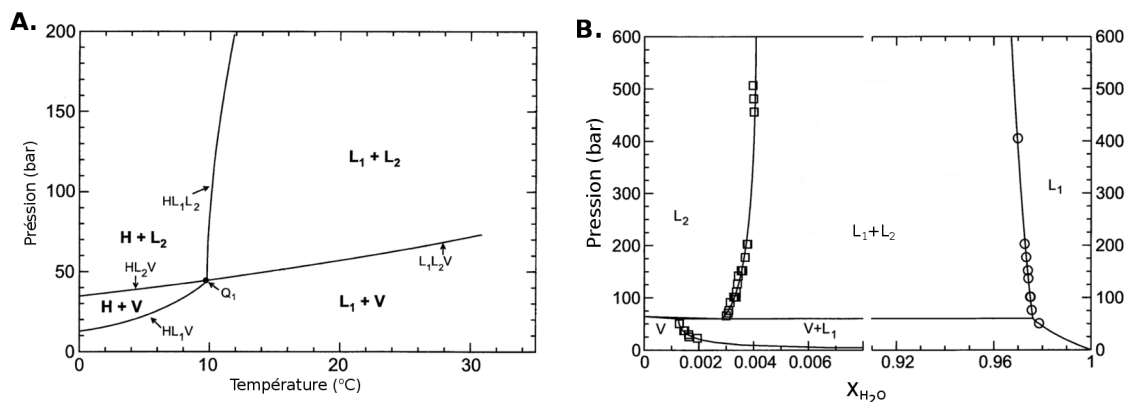 A.
200
150
100
50
0
Préssion (bar)
0
10
20
30
Température (°C)
HL₁L₂
L₁ + L₂
H + L₂
HL₂V
H + V
Q₁
L₁L₂V
L₁ + V
HL₁V
B.
600
500
400
300
200
100
0
Pression (bar)
0
0.002
0.004
0.006
0.92
0.96
1
X_H₂O
600
500
400
300
200
100
0
L₂
L₁
L₁+L₂
V
V+L₁